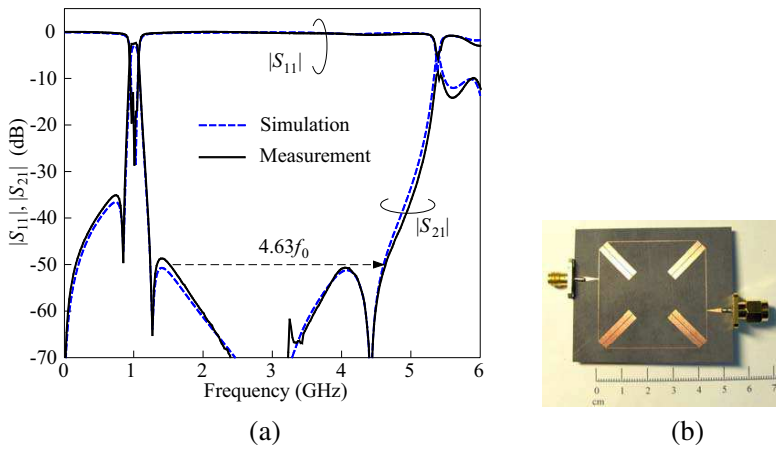 0
-10
-20
-30
-40
-50
-60
-70
|S11|, |S21| (dB)
|S11|
Simulation
Measurement
|S21|
4.63f0
0 1 2 3 4 5 6
Frequency (GHz)
(a)
0 1 2 3 4 5 6 7
cm
(b)